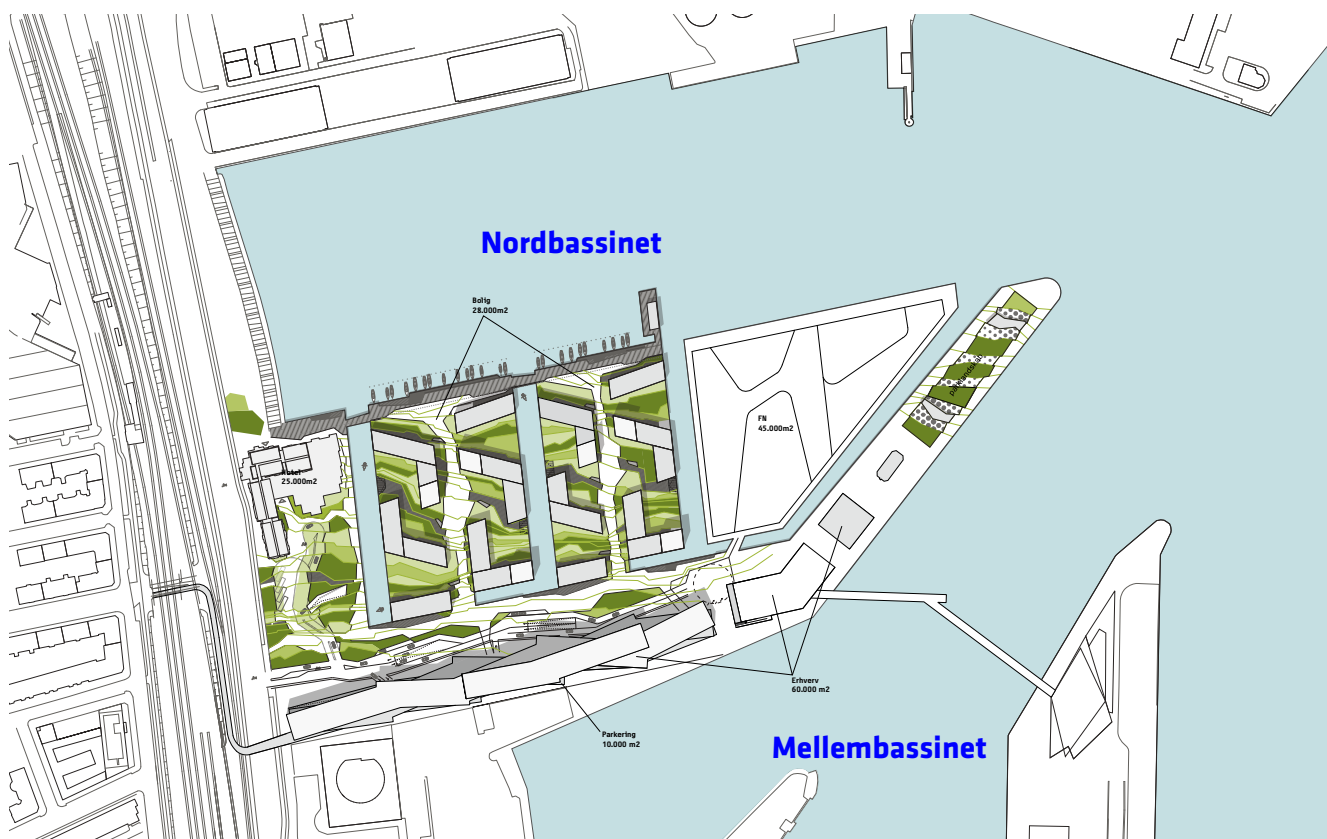 Nordbassinet
Bolig
28.000m2
FN
45.000m2
Parklandskab
Hotel
25.000m2
Erhverv
60.000 m2
Parkering
10.000 m2
Mellembassinet